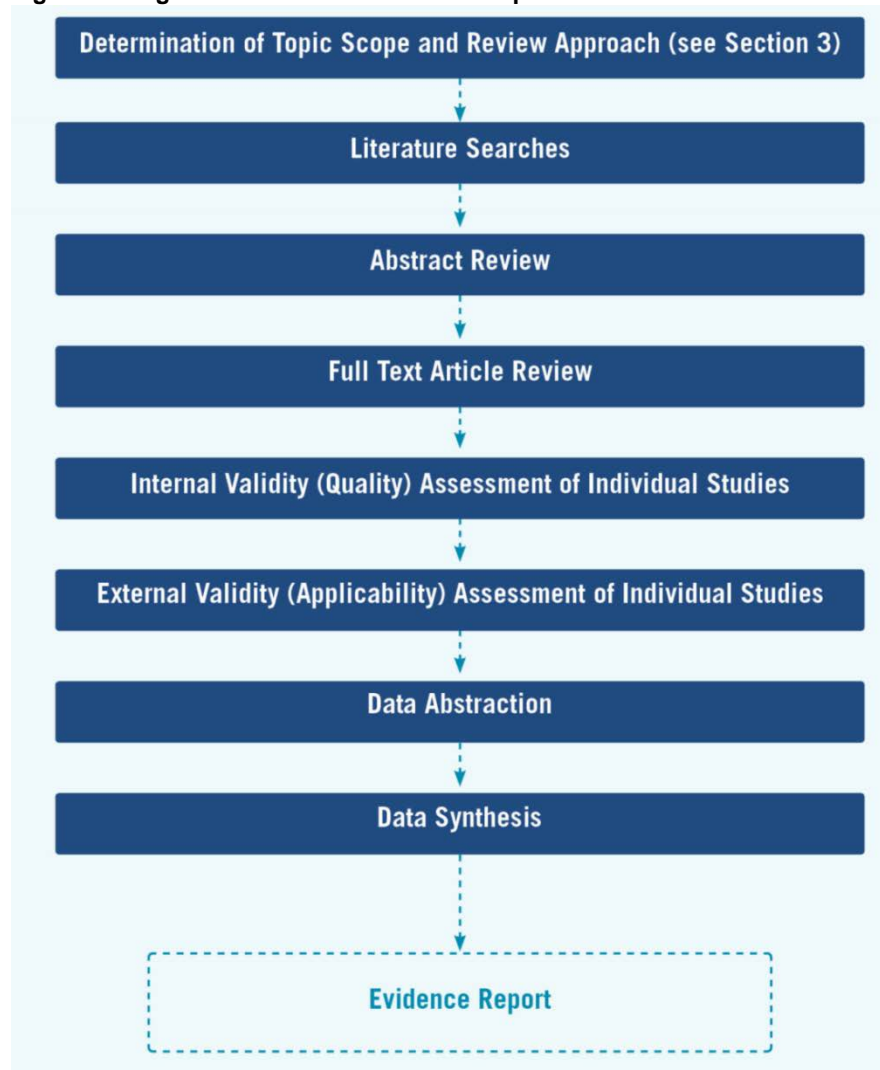 Determination of Topic Scope and Review Approach (see Section 3)
Literature Searches
Abstract Review
Full Text Article Review
Internal Validity (Quality) Assessment of Individual Studies
External Validity (Applicability) Assessment of Individual Studies
Data Abstraction
Data Synthesis
Evidence Report